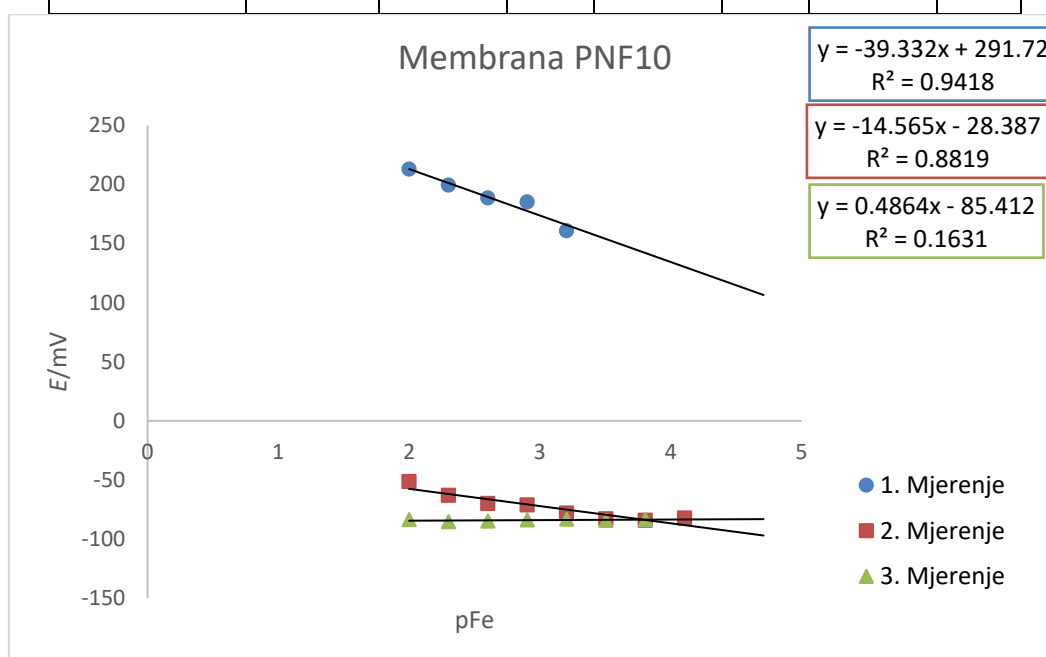 Membrana PNF10
y = -39.332x + 291.72
R² = 0.9418
y = -14.565x - 28.387
R² = 0.8819
y = 0.4864x - 85.412
R² = 0.1631
250
200
150
100
50
0
-50
-100
-150
E/mV
0 1 2 3 4 5
pFe
1. Mjerenje
2. Mjerenje
3. Mjerenje